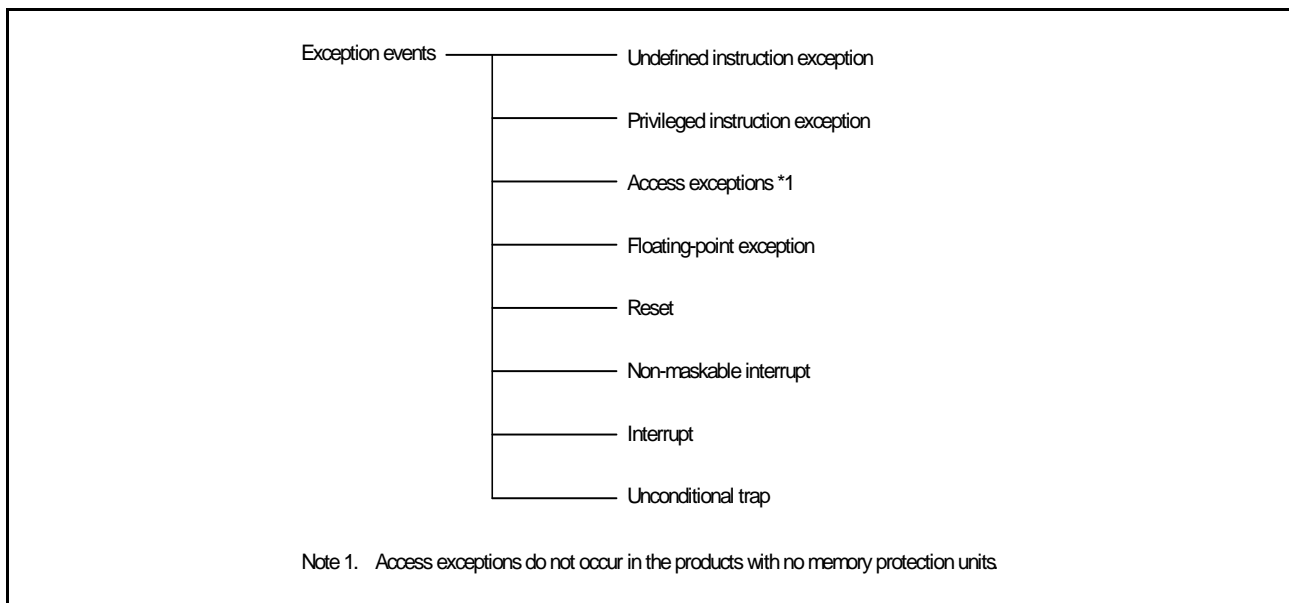 Exception events
Undefined instruction exception
Privileged instruction exception
Access exceptions *1
Floating-point exception
Reset
Non-maskable interrupt
Interrupt
Unconditional trap
Note 1. Access exceptions do not occur in the products with no memory protection units.